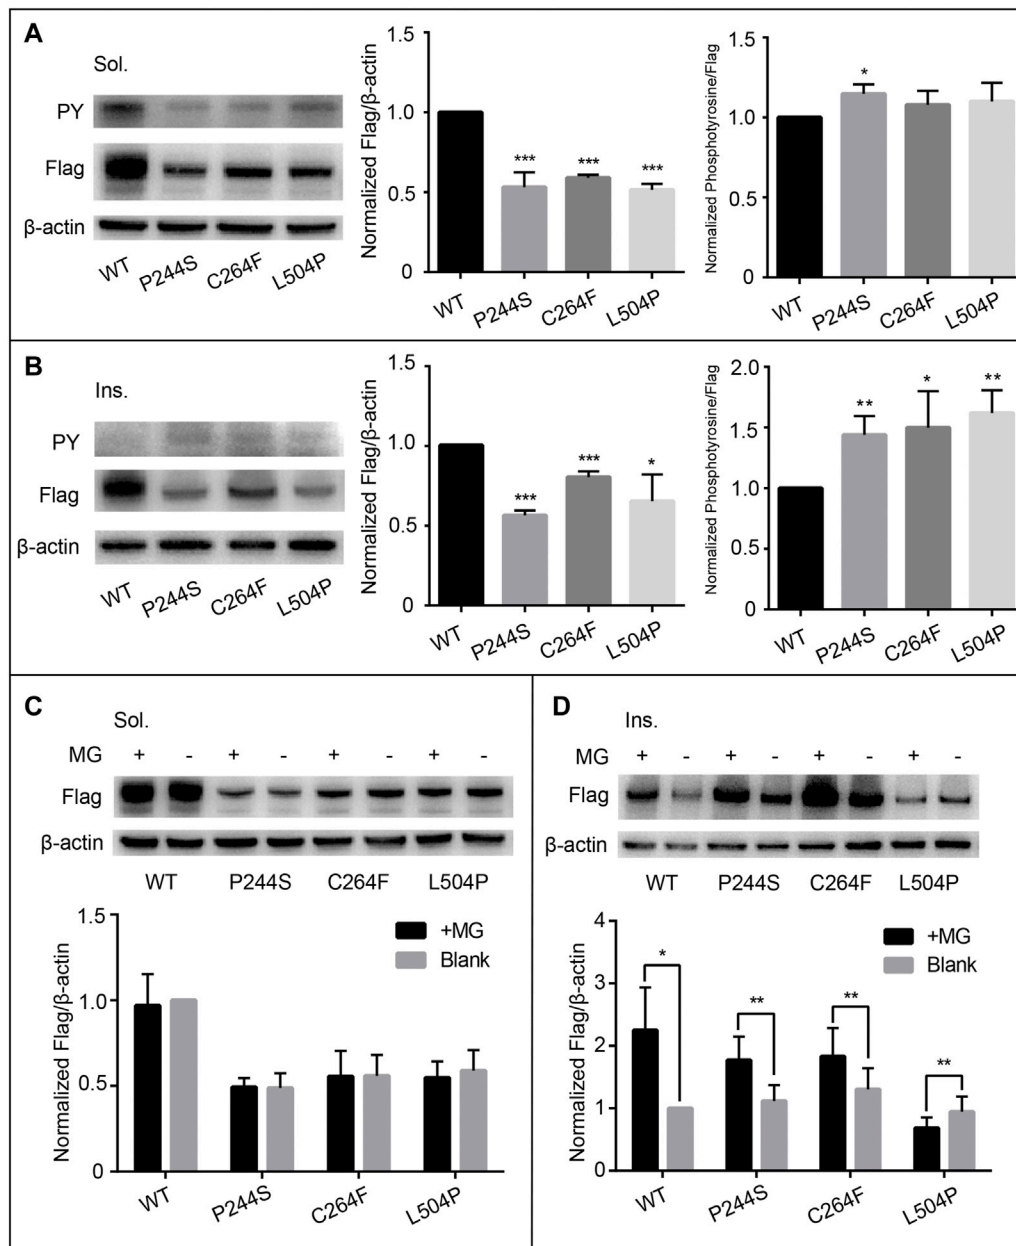 A
Sol.
PY
Flag
β-actin
WT P244S C264F L504P
Normalized Flag/β-actin
1.5
1.0
0.5
0
***
***
***
WT P244S C264F L504P
Normalized Phosphotyrosine/Flag
1.5
1.0
0.5
0
*
WT P244S C264F L504P
B
Ins.
PY
Flag
β-actin
WT P244S C264F L504P
Normalized Flag/β-actin
1.5
1.0
0.5
0
***
***
*
WT P244S C264F L504P
Normalized Phosphotyrosine/Flag
2.0
1.5
1.0
0.5
0
**
*
**
WT P244S C264F L504P
C
Sol.
MG + - + - + - + -
Flag
β-actin
WT P244S C264F L504P
Normalized Flag/β-actin
1.5
1.0
0.5
0
+MG
Blank
WT P244S C264F L504P
D
Ins.
MG + - + - + - + -
Flag
β-actin
WT P244S C264F L504P
Normalized Flag/β-actin
4
3
2
1
0
+MG
Blank
*
**
**
**
WT P244S C264F L504P